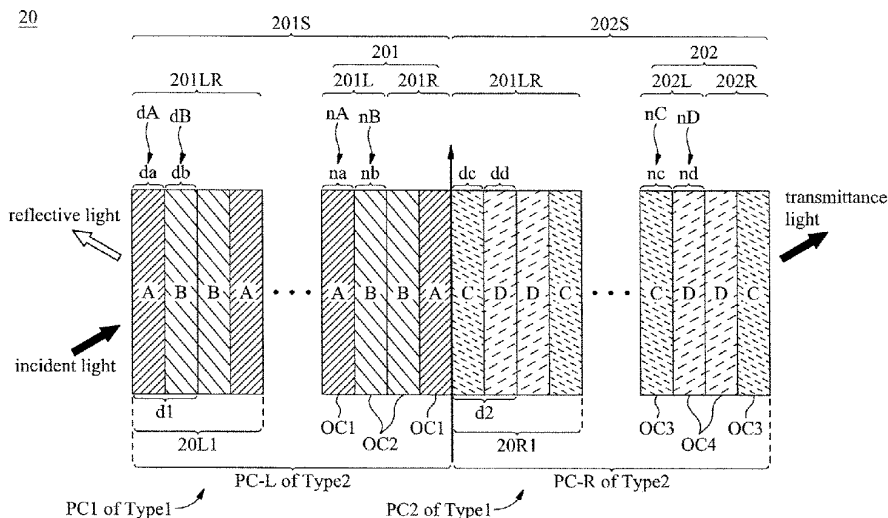 20
201S 202S
201 202
201LR 201L 201R 201LR 202L 202R
dA dB nA nB nC nD
da db na nb dc dd nc nd
reflective light
transmittance light
A B B A • • • A B B A C D D C • • • C D D C
incident light
d1 OC1 OC2 OC1 d2 OC3 OC4 OC3
20L1 20R1
PC-L of Type2 PC-R of Type2
PC1 of Type1 PC2 of Type1